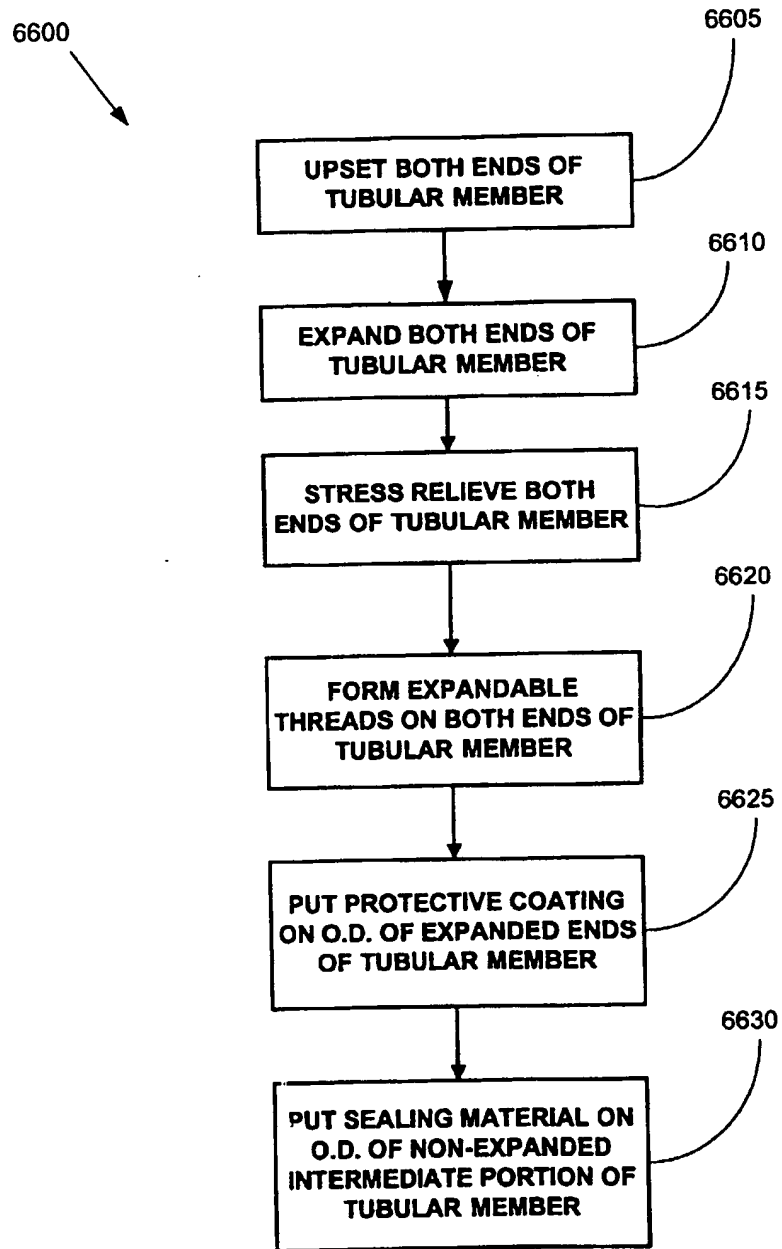 6600
6605
UPSET BOTH ENDS OF
TUBULAR MEMBER
6610
EXPAND BOTH ENDS OF
TUBULAR MEMBER
6615
STRESS RELIEVE BOTH
ENDS OF TUBULAR MEMBER
6620
FORM EXPANDABLE
THREADS ON BOTH ENDS OF
TUBULAR MEMBER
6625
PUT PROTECTIVE COATING
ON O.D. OF EXPANDED ENDS
OF TUBULAR MEMBER
6630
PUT SEALING MATERIAL ON
O.D. OF NON-EXPANDED
INTERMEDIATE PORTION OF
TUBULAR MEMBER